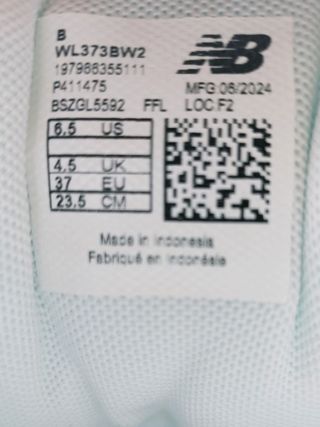 B
WL373BW2
NB
197966355111
P411475 MFG:06/2024
BSZGL5592 FFL LOC:F2
6,5 US
4,5 UK
37 EU
23,5 CM
Made in Indonesia
Fabriqué en Indonésie